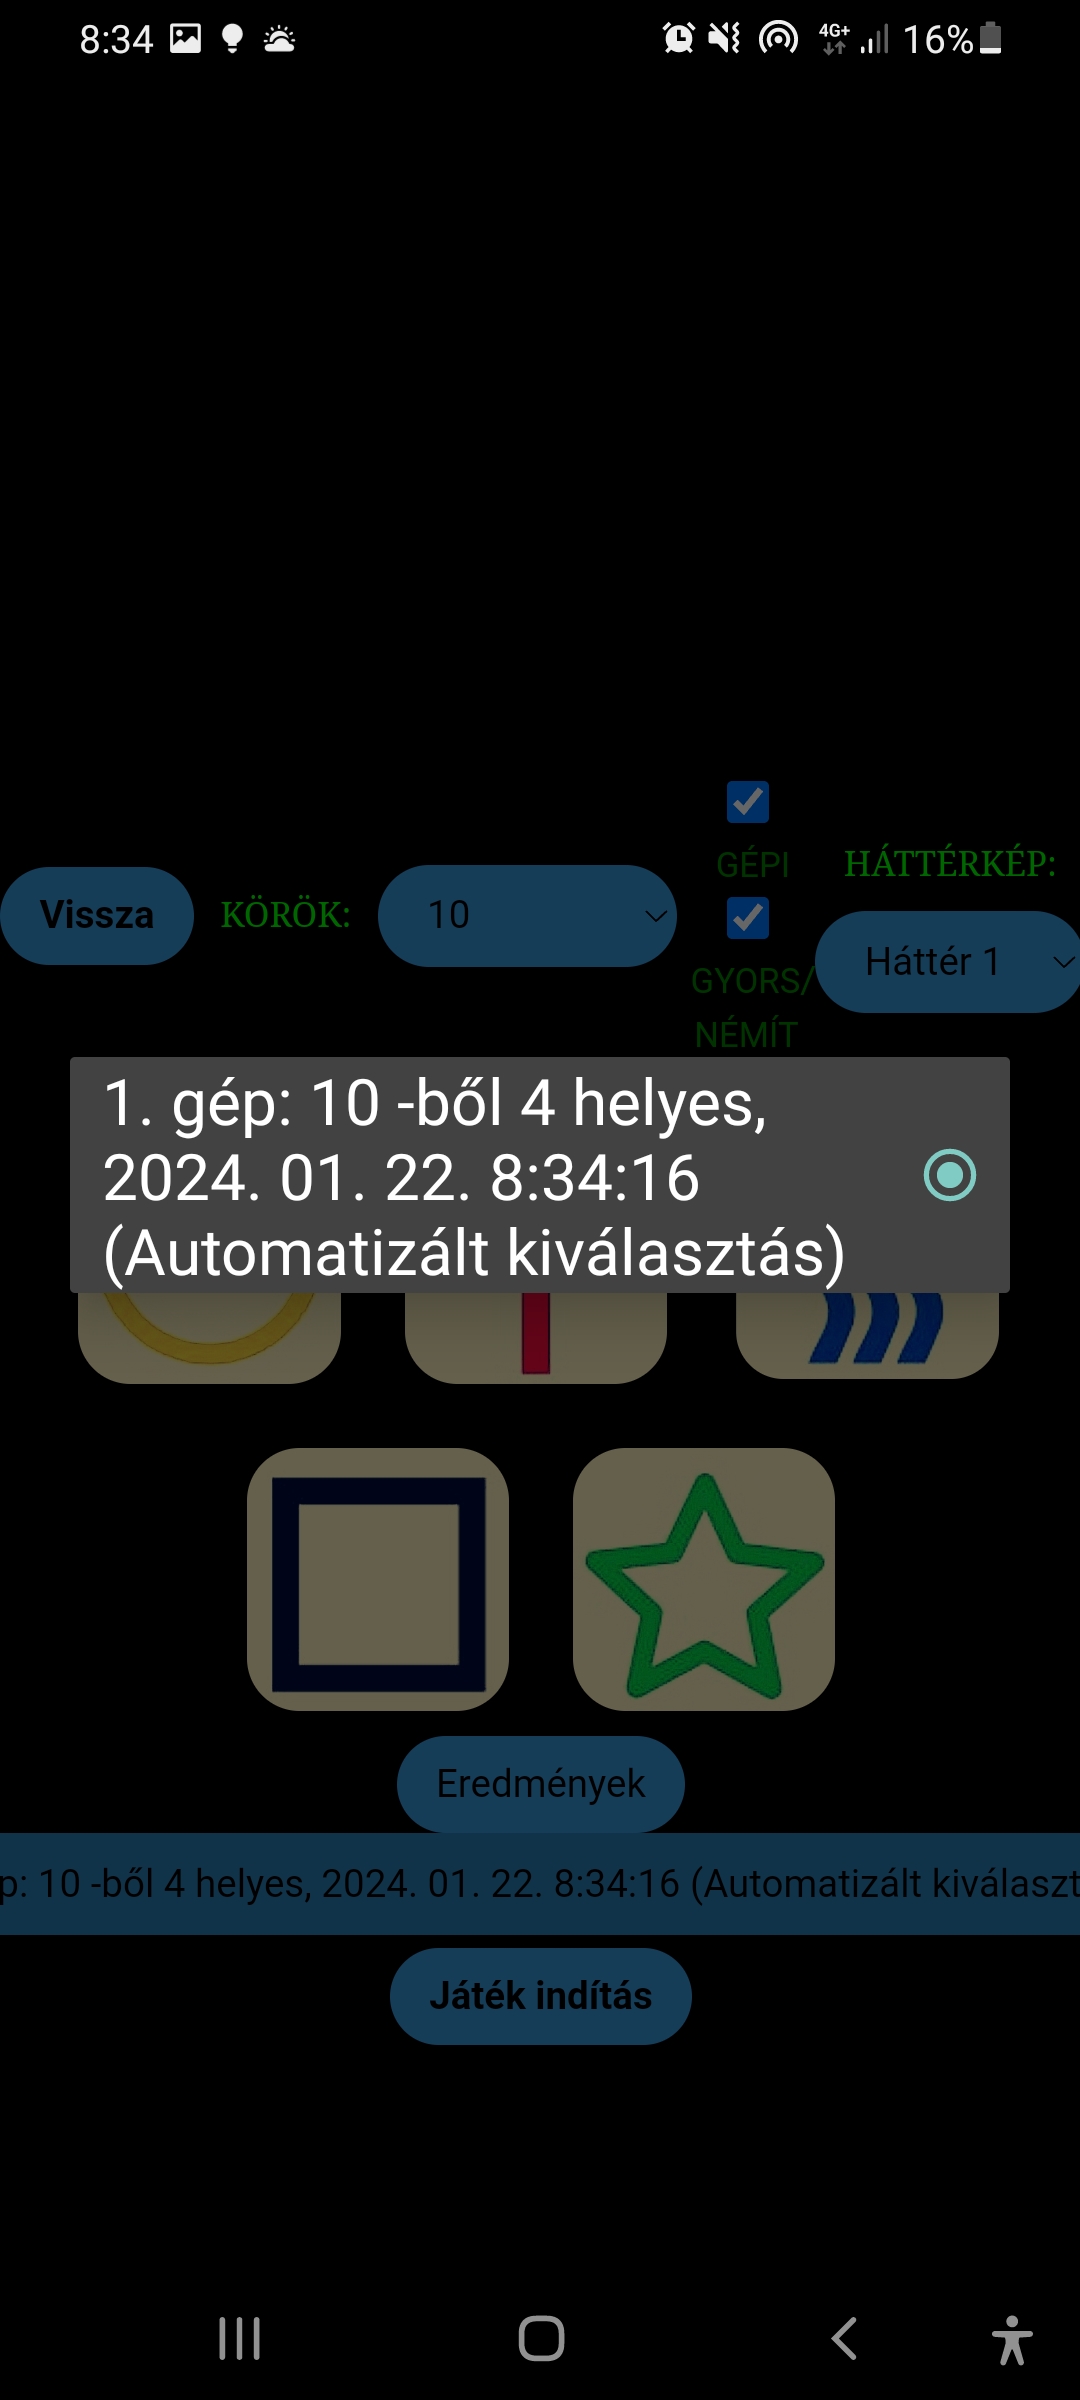 8:34
4G+ 16%
GÉPI
HÁTTÉRKÉP:
Vissza KÖRÖK: 10
Háttér 1
GYORS/
NÉMÍT
1. gép: 10 -ből 4 helyes,
2024. 01. 22. 8:34:16
(Automatizált kiválasztás)
Eredmények
p: 10 -ből 4 helyes, 2024. 01. 22. 8:34:16 (Automatizált kiválaszt
Játék indítás